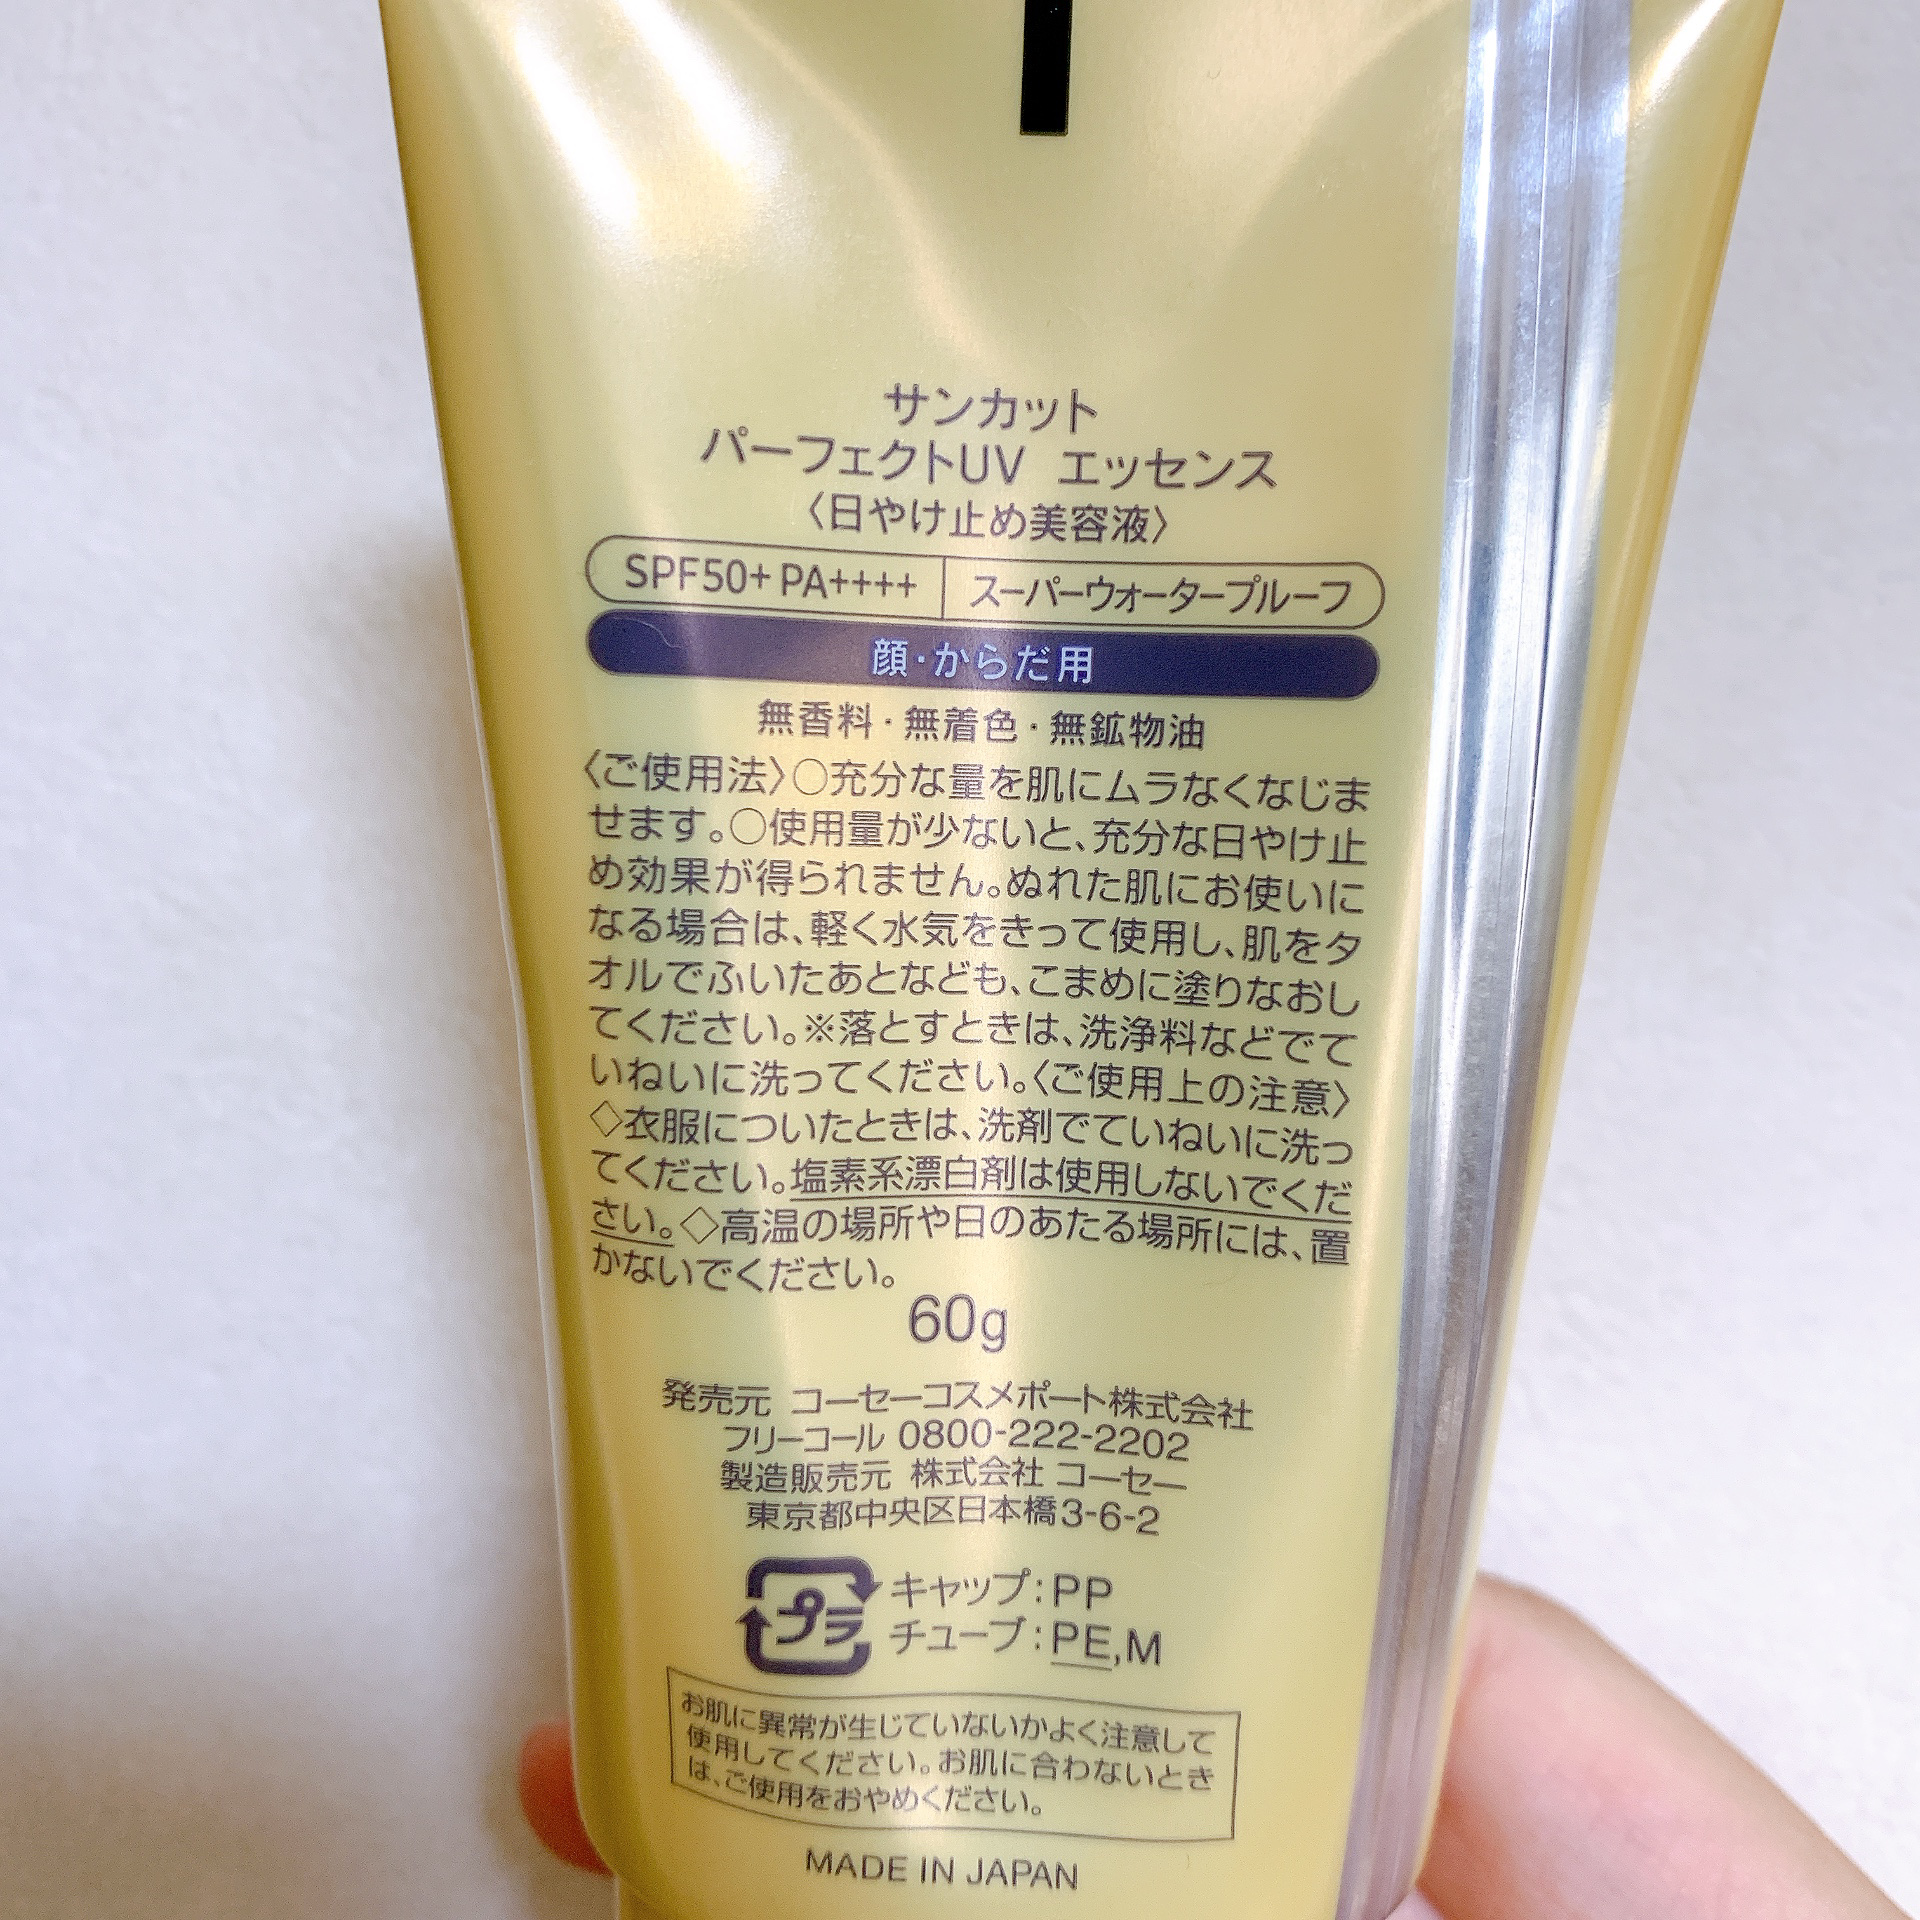 サンカット
パーフェクトUV エッセンス
〈日やけ止め美容液〉
SPF50+ PA++++ スーパーウォータープルーフ
顔・からだ用
無香料・無着色・無鉱物油
〈ご使用法〉○充分な量を肌にムラなくなじま
せます。○使用量が少ないと、充分な日やけ止
め効果が得られません。ぬれた肌にお使いに
なる場合は、軽く水気をきって使用し、肌をタ
オルでふいたあとなども、こまめに塗りなおし
てください。※落とすときは、洗浄料などでて
いねいに洗ってください。〈ご使用上の注意〉
◇衣服についたときは、洗剤でていねいに洗っ
てください。塩素系漂白剤は使用しないでくだ
さい。◇高温の場所や日のあたる場所には、置
かないでください。
60g
発売元 コーセーコスメポート株式会社
フリーコール 0800-222-2202
製造販売元 株式会社 コーセー
東京都中央区日本橋3-6-2
プラ キャップ:PP
チューブ:PE,M
お肌に異常が生じていないかよく注意して
使用してください。お肌に合わないとき
は、ご使用をおやめください。
MADE IN JAPAN